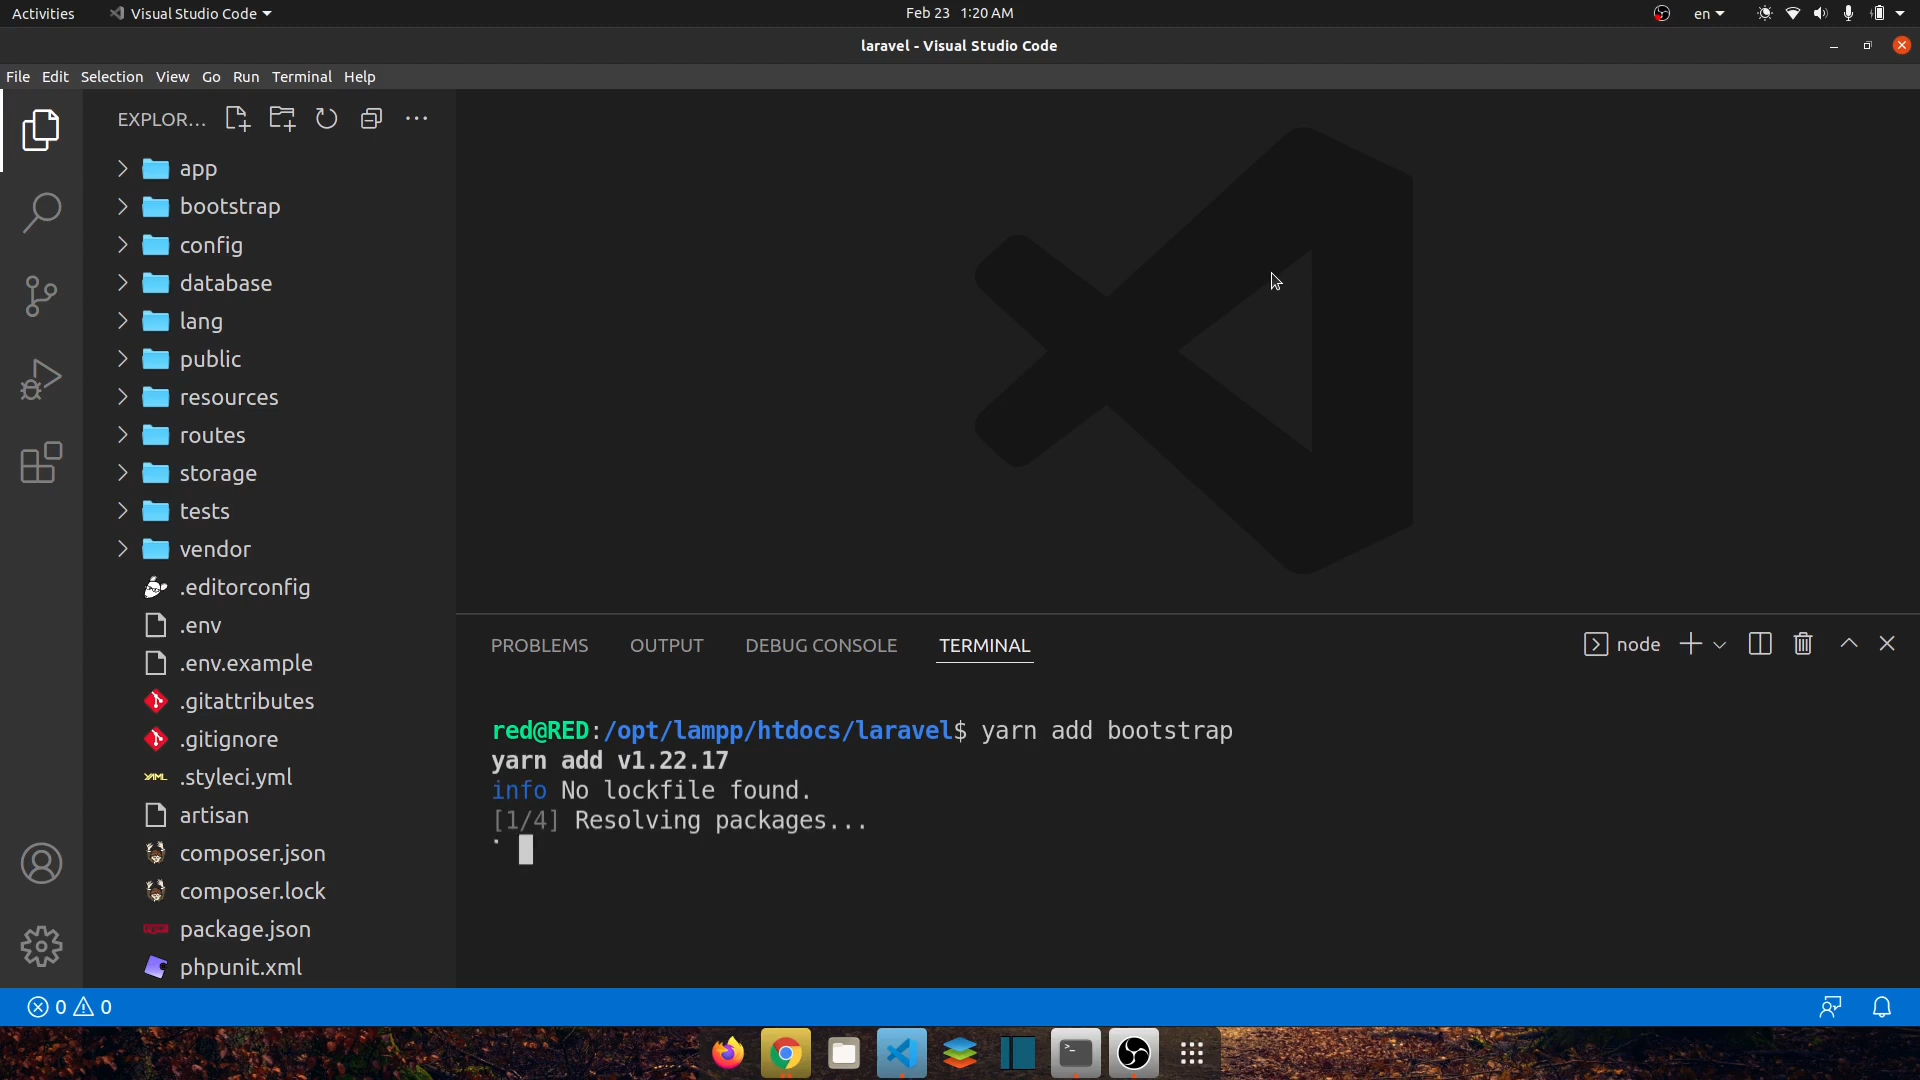 Activities Visual Studio Code Feb 23 1:20 AM en
laravel - Visual Studio Code
File Edit Selection View Go Run Terminal Help
EXPLOR...
app
bootstrap
config
database
lang
public
resources
routes
storage
tests
vendor
.editorconfig
.env
.env.example
.gitattributes
.gitignore
.styleci.yml
artisan
composer.json
composer.lock
package.json
phpunit.xml
PROBLEMS OUTPUT DEBUG CONSOLE TERMINAL node
red@RED:/opt/lampp/htdocs/laravel$ yarn add bootstrap
yarn add v1.22.17
info No lockfile found.
[1/4] Resolving packages...
0 0